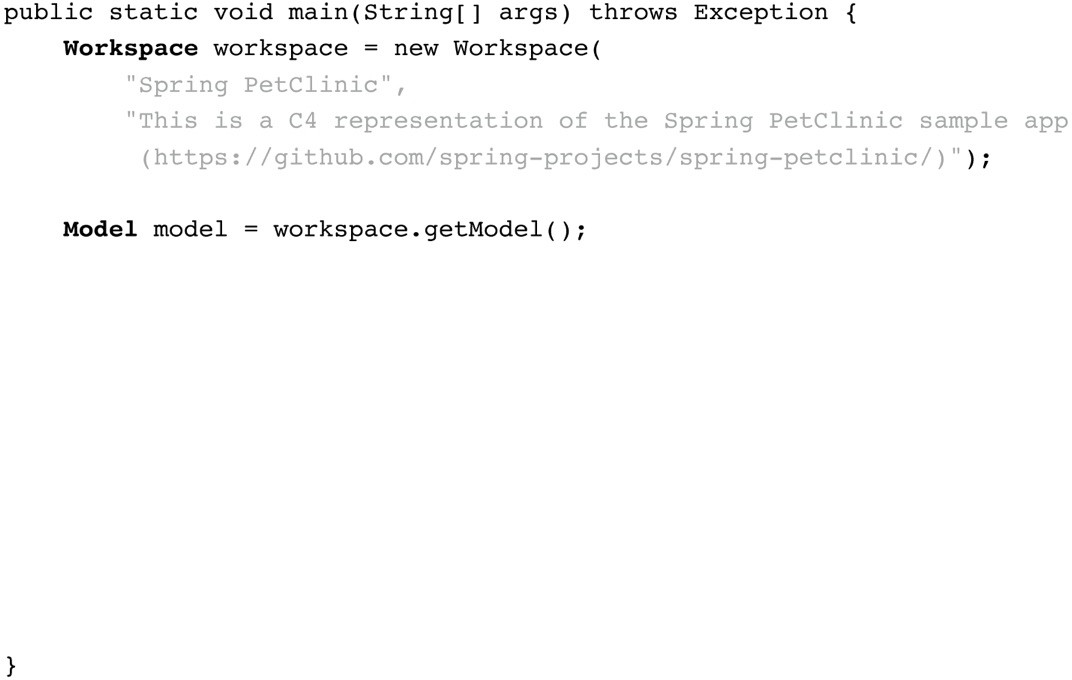 public static void main(String[] args) throws Exception {
    Workspace workspace = new Workspace(
        "Spring PetClinic",
        "This is a C4 representation of the Spring PetClinic sample app
         (https://github.com/spring-projects/spring-petclinic/)");
    Model model = workspace.getModel();
}